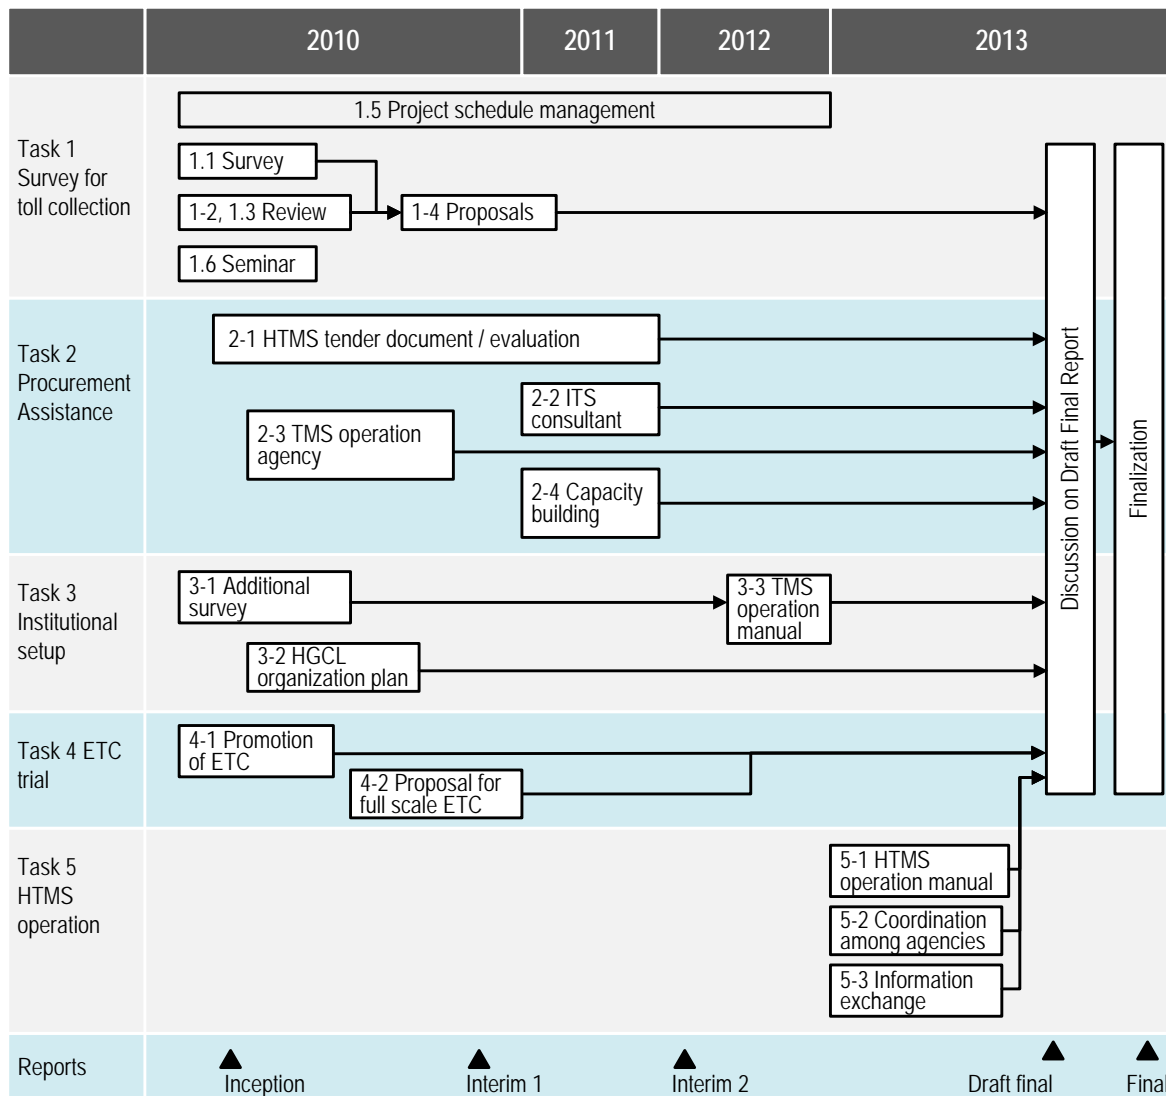 2010
2011
2012
2013
Task 1
Survey for
toll collection
1.5 Project schedule management
1.1 Survey
1-2, 1.3 Review
1-4 Proposals
1.6 Seminar
Task 2
Procurement
Assistance
2-1 HTMS tender document / evaluation
2-2 ITS
consultant
2-3 TMS operation
agency
2-4 Capacity
building
Task 3
Institutional
setup
3-1 Additional
survey
3-3 TMS
operation
manual
3-2 HGCL
organization plan
Task 4 ETC
trial
4-1 Promotion
of ETC
4-2 Proposal for
full scale ETC
Task 5
HTMS
operation
5-1 HTMS
operation manual
5-2 Coordination
among agencies
5-3 Information
exchange
Discussion on Draft Final Report
Finalization
Reports
Inception
Interim 1
Interim 2
Draft final
Final